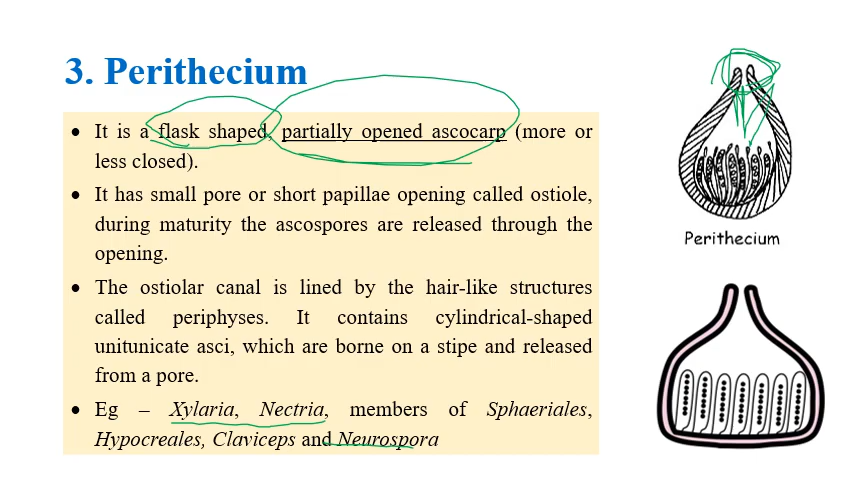 3. Perithecium
• It is a flask shaped, partially opened ascocarp (more or
less closed).
• It has small pore or short papillae opening called ostiole,
during maturity the ascospores are released through the
opening.
• The ostiolar canal is lined by the hair-like structures
called periphyses. It contains cylindrical-shaped
unitunicate asci, which are borne on a stipe and released
from a pore.
• Eg – Xylaria, Nectria, members of Sphaeriales,
Hypocreales, Claviceps and Neurospora
Perithecium